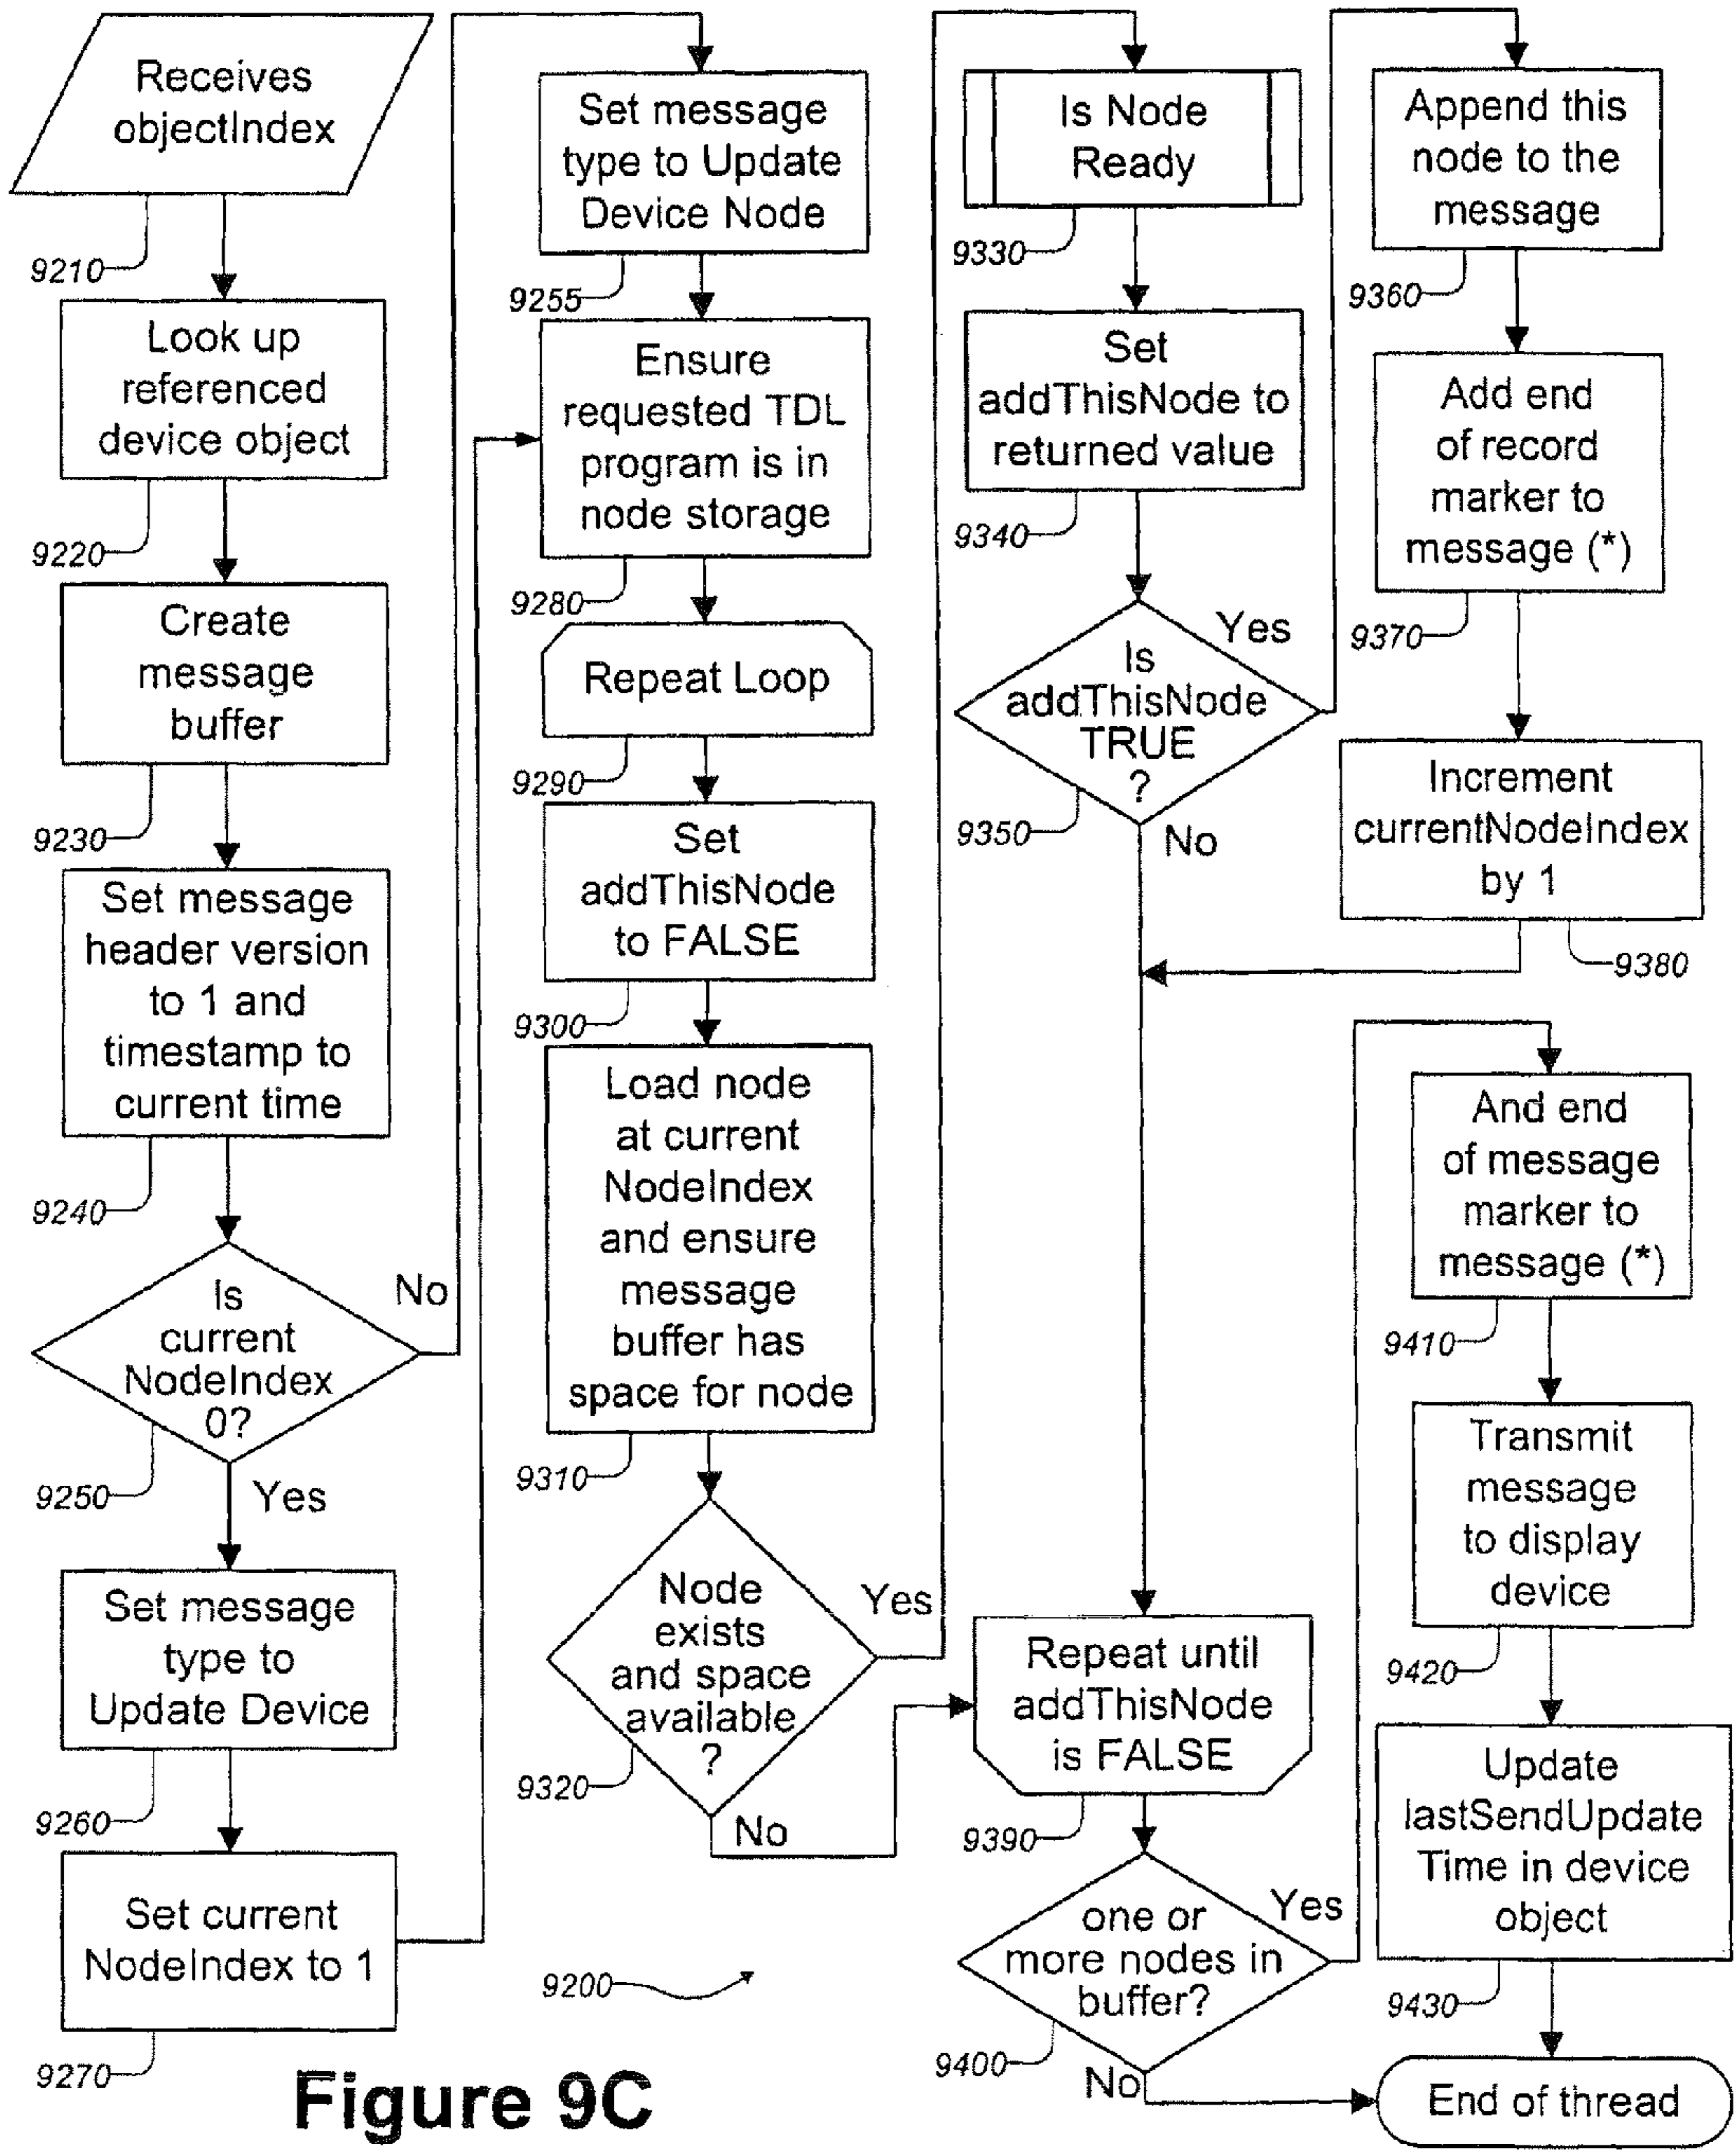 Receives
objectIndex
9210
Look up
referenced
device object
9220
Create
message
buffer
9230
Set message
header version
to 1 and
timestamp to
current time
9240
Is
current
NodeIndex
0?
No
9250
Yes
Set message
type to
Update Device
9260
Set current
NodeIndex to 1
9270
Set message
type to Update
Device Node
9255
Ensure
requested TDL
program is in
node storage
9280
Repeat Loop
9290
Set
addThisNode
to FALSE
9300
Load node
at current
NodeIndex
and ensure
message
buffer has
space for node
9310
Node
exists
and space
available
?
Yes
9320
No
9200
Is Node
Ready
9330
Set
addThisNode to
returned value
9340
Is
addThisNode
TRUE
?
Yes
9350
No
Append this
node to the
message
9360
Add end
of record
marker to
message (*)
9370
Increment
currentNodeIndex
by 1
9380
Repeat until
addThisNode
is FALSE
9390
one or
more nodes in
buffer?
Yes
9400
No
And end
of message
marker to
message (*)
9410
Transmit
message
to display
device
9420
Update
lastSendUpdate
Time in device
object
9430
End of thread
Figure 9C